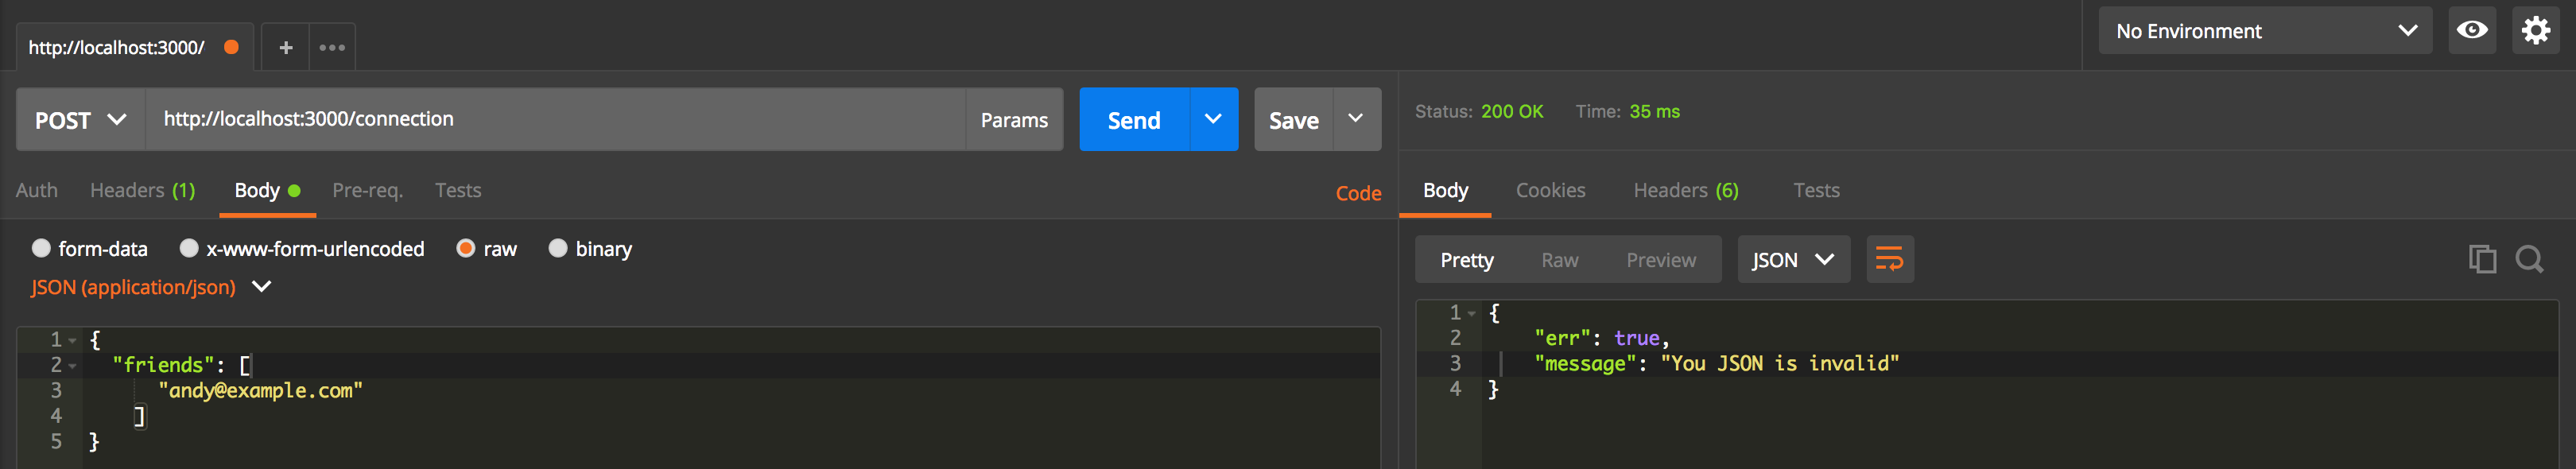 http://localhost:3000/
No Environment
POST http://localhost:3000/connection Params Send Save
Status: 200 OK Time: 35 ms
Auth Headers (1) Body Pre-req. Tests Code
Body Cookies Headers (6) Tests
form-data x-www-form-urlencoded raw binary
JSON (application/json)
Pretty Raw Preview JSON
1 {
2 "friends": [
3 "andy@example.com"
4 ]
5 }
1 {
2 "err": true,
3 "message": "You JSON is invalid"
4 }